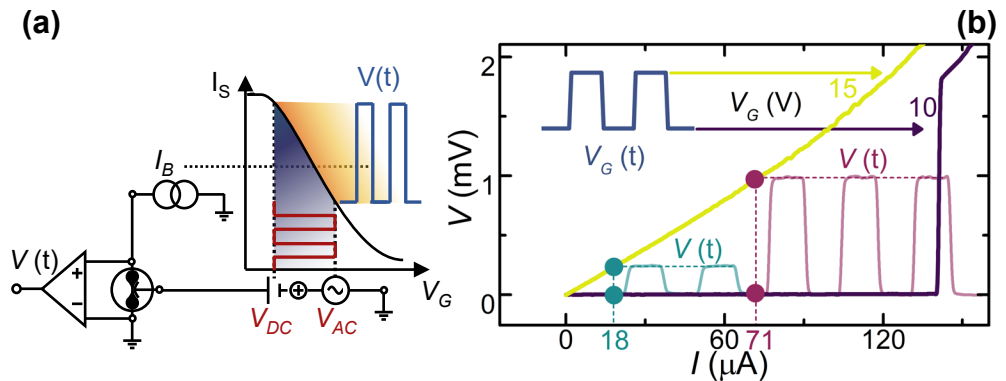 (a)
I_S
V(t)
I_B
V (t)
+
−
V_G
V_DC
V_AC
(b)
2
1
0
V (mV)
15
10
V_G (V)
V_G (t)
V (t)
V (t)
0
18
60
71
120
I (μA)